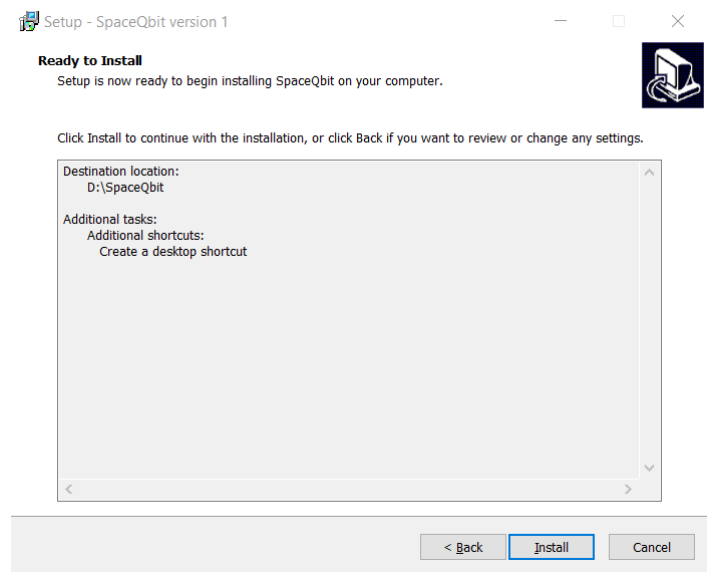 Setup - SpaceQbit version 1
Ready to Install
Setup is now ready to begin installing SpaceQbit on your computer.
Click Install to continue with the installation, or click Back if you want to review or change any settings.
Destination location:
D:\SpaceQbit
Additional tasks:
Additional shortcuts:
Create a desktop shortcut
< Back
Install
Cancel